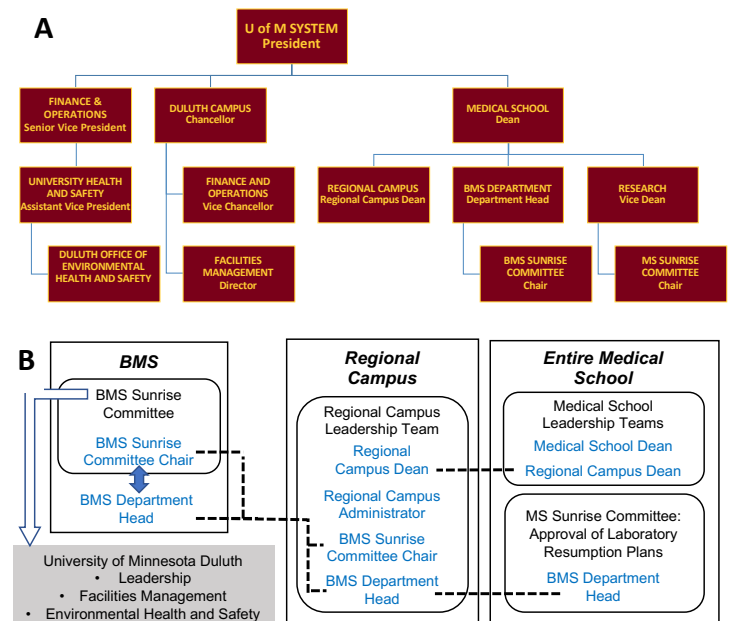 A
U of M SYSTEM
President
FINANCE &
OPERATIONS
Senior Vice President
DULUTH CAMPUS
Chancellor
MEDICAL SCHOOL
Dean
UNIVERSITY HEALTH
AND SAFETY
Assistant Vice President
FINANCE AND
OPERATIONS
Vice Chancellor
REGIONAL CAMPUS
Regional Campus Dean
BMS DEPARTMENT
Department Head
RESEARCH
Vice Dean
DULUTH OFFICE OF
ENVIRONMENTAL
HEALTH AND SAFETY
FACILITIES
MANAGEMENT
Director
BMS SUNRISE
COMMITTEE
Chair
MS SUNRISE
COMMITTEE
Chair
B
BMS
BMS Sunrise
Committee
BMS Sunrise
Committee Chair
BMS Department
Head
University of Minnesota Duluth
• Leadership
• Facilities Management
• Environmental Health and Safety
Regional
Campus
Regional Campus
Leadership Team
Regional
Campus Dean
Regional Campus
Administrator
BMS Sunrise
Committee Chair
BMS Department
Head
Entire Medical
School
Medical School
Leadership Teams
Medical School Dean
Regional Campus Dean
MS Sunrise Committee:
Approval of Laboratory
Resumption Plans
BMS Department
Head